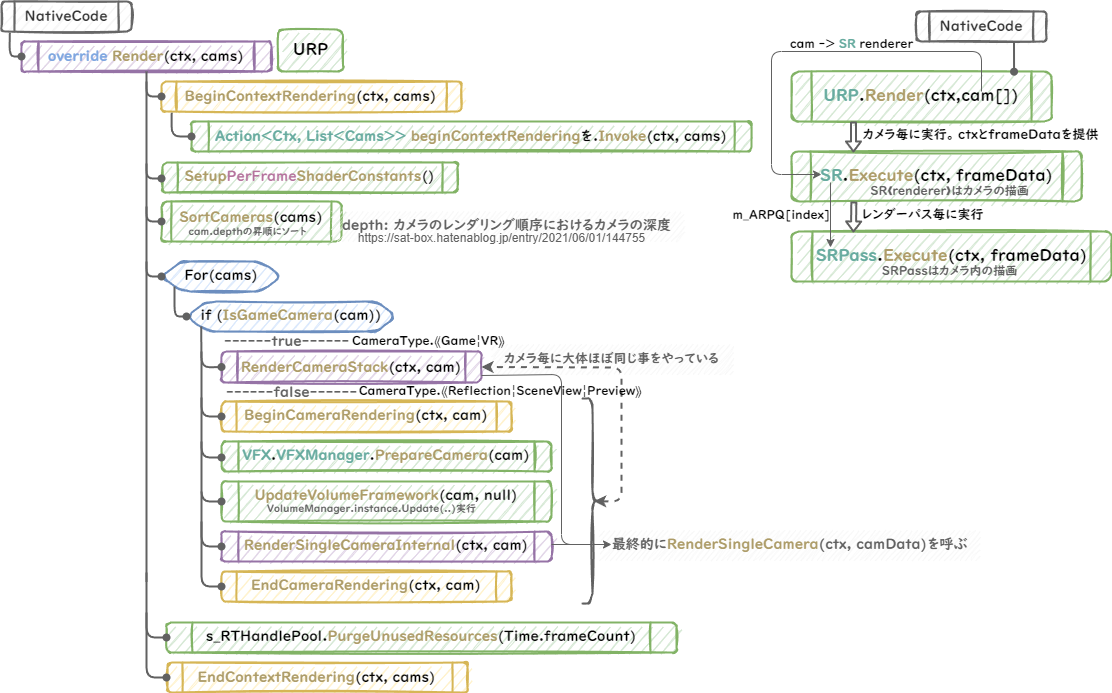 NativeCode
override Render(ctx, cams)
URP
BeginContextRendering(ctx, cams)
Action<Ctx, List<Cams>> beginContextRenderingを.Invoke(ctx, cams)
SetupPerFrameShaderConstants()
SortCameras(cams)
cam.depthの昇順にソート
depth: カメラのレンダリング順序におけるカメラの深度
https://sat-box.hatenablog.jp/entry/2021/06/01/144755
For(cams)
if (IsGameCamera(cam))
------true------ CameraType.《Game¦VR》
RenderCameraStack(ctx, cam)
カメラ毎に大体ほぼ同じ事をやっている
------false------ CameraType.《Reflection¦SceneView¦Preview》
BeginCameraRendering(ctx, cam)
VFX.VFXManager.PrepareCamera(cam)
UpdateVolumeFramework(cam, null)
VolumeManager.instance.Update(..)実行
RenderSingleCameraInternal(ctx, cam)
最終的にRenderSingleCamera(ctx, camData)を呼ぶ
EndCameraRendering(ctx, cam)
s_RTHandlePool.PurgeUnusedResources(Time.frameCount)
EndContextRendering(ctx, cams)
NativeCode
cam -> SR renderer
URP.Render(ctx,cam[])
カメラ毎に実行。ctxとframeDataを提供
SR.Execute(ctx, frameData)
SR《renderer》はカメラの描画
m_ARPQ[index]
レンダーパス毎に実行
SRPass.Execute(ctx, frameData)
SRPassはカメラ内の描画